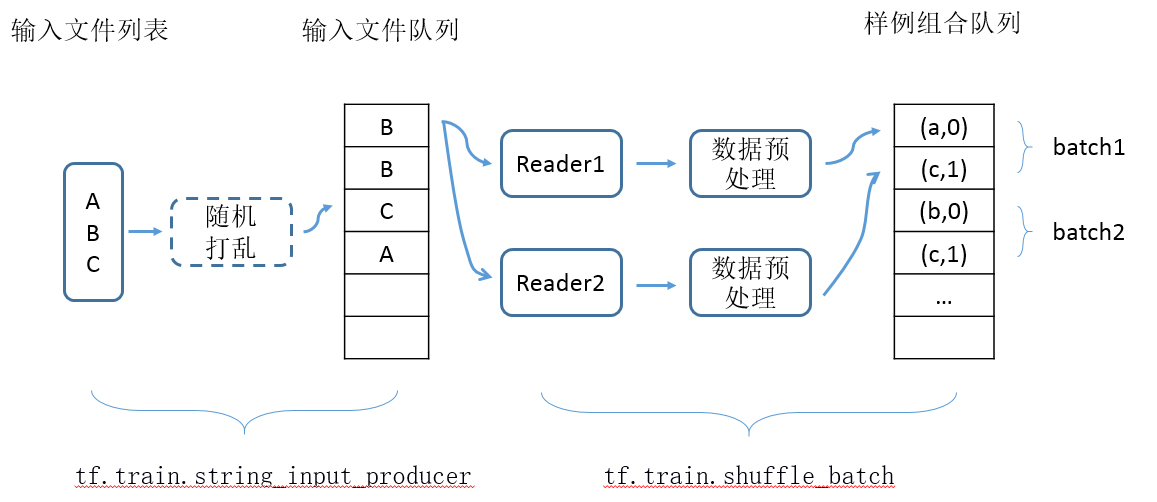 输入文件列表
输入文件队列
样例组合队列
A
B
C
随机
打乱
B
B
C
A
Reader1
数据预
处理
Reader2
数据预
处理
(a,0)
(c,1)
(b,0)
(c,1)
...
batch1
batch2
tf.train.string_input_producer
tf.train.shuffle_batch